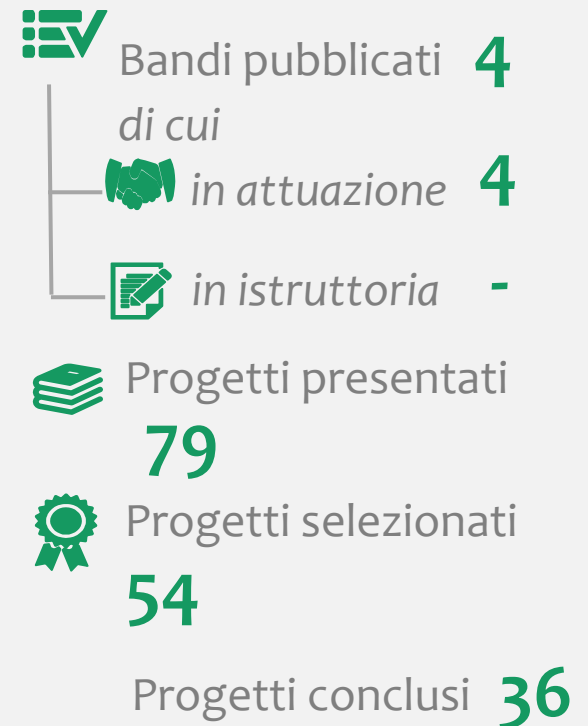 Bandi pubblicati 4
di cui
in attuazione 4
in istruttoria -
Progetti presentati
79
Progetti selezionati
54
Progetti conclusi 36